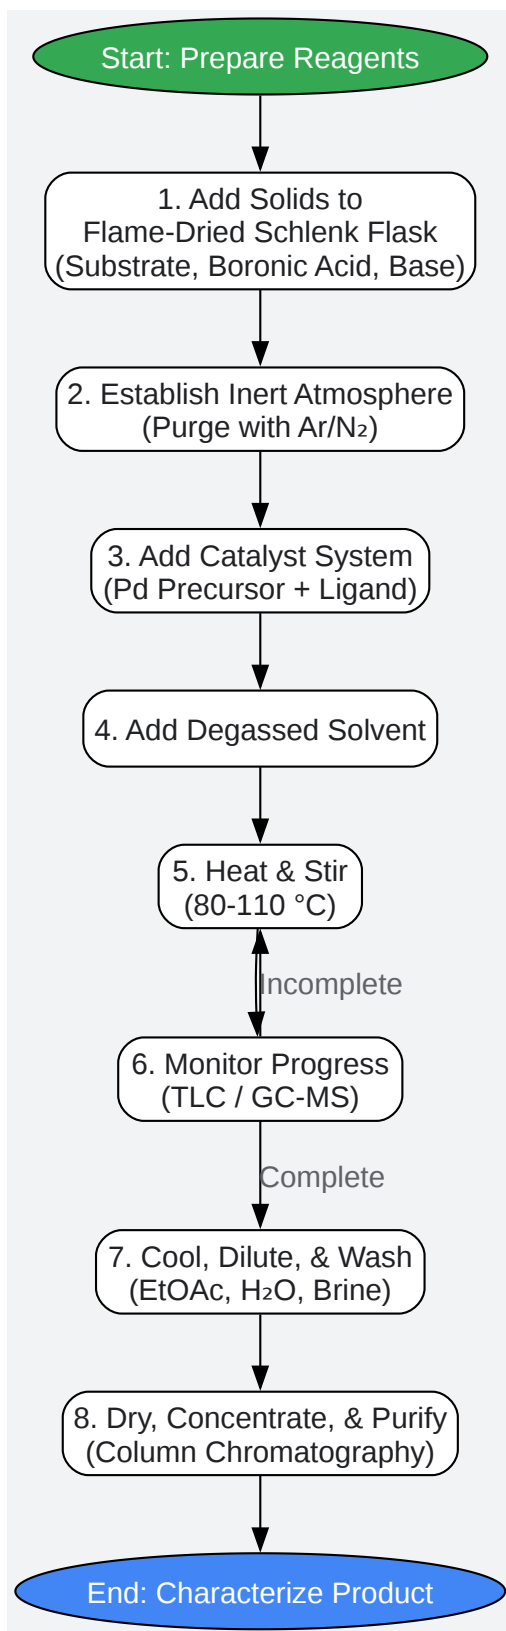 Start: Prepare Reagents
1. Add Solids to
Flame-Dried Schlenk Flask
(Substrate, Boronic Acid, Base)
2. Establish Inert Atmosphere
(Purge with Ar/N₂)
3. Add Catalyst System
(Pd Precursor + Ligand)
4. Add Degassed Solvent
5. Heat & Stir
(80-110 °C)
Incomplete
6. Monitor Progress
(TLC / GC-MS)
Complete
7. Cool, Dilute, & Wash
(EtOAc, H₂O, Brine)
8. Dry, Concentrate, & Purify
(Column Chromatography)
End: Characterize Product